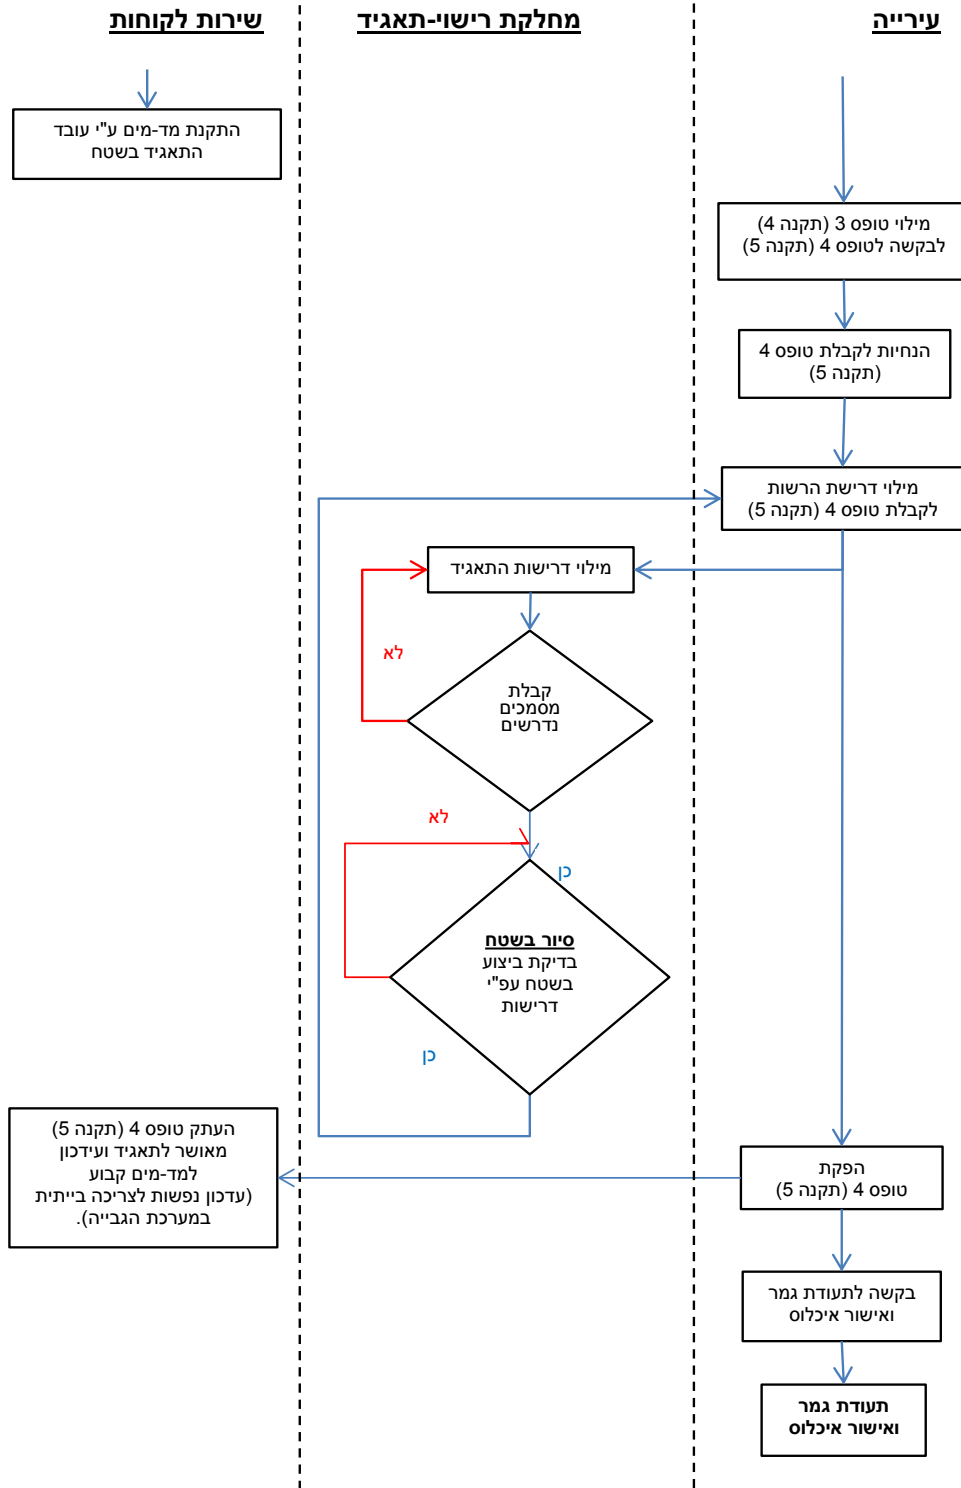 עירייה
מחלקת רישוי-תאגיד
שירות לקוחות
התקנת מד-מים ע"י עובד
התאגיד בשטח
מילוי טופס 3 (תקנה 4)
לבקשה לטופס 4 (תקנה 5)
הנחיות לקבלת טופס 4
(תקנה 5)
מילוי דרישת הרשות
לקבלת טופס 4 (תקנה 5)
מילוי דרישות התאגיד
לא
קבלת
מסמכים
נדרשים
לא
כן
סיור בשטח
בדיקת ביצוע
בשטח עפ"י
דרישות
כן
העתק טופס 4 (תקנה 5)
מאושר לתאגיד ועידכון
למד-מים קבוע
(עדכון נפשות לצריכה בייתית
במערכת הגבייה).
הפקת
טופס 4 (תקנה 5)
בקשה לתעודת גמר
ואישור איכלוס
תעודת גמר
ואישור איכלוס